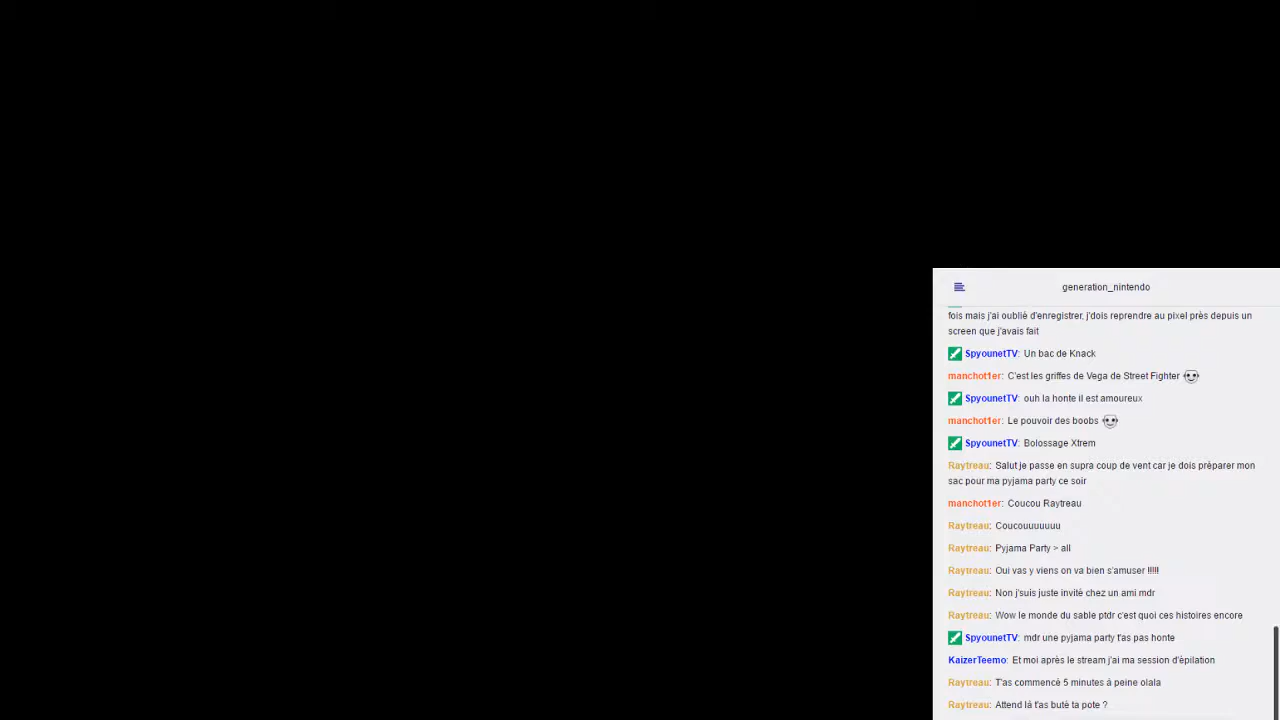 generation_nintendo
fois mais j'ai oublié d'enregistrer, j'dois reprendre au pixel près depuis un
screen que j'avais fait
SpyounetTV: Un bac de Knack
manchot1er: C'est les griffes de Vega de Street Fighter
SpyounetTV: ouh la honte il est amoureux
manchot1er: Le pouvoir des boobs
SpyounetTV: Bolossage Xtrem
Raytreau: Salut je passe en supra coup de vent car je dois préparer mon
sac pour ma pyjama party ce soir
manchot1er: Coucou Raytreau
Raytreau: Coucouuuuuuu
Raytreau: Pyjama Party > all
Raytreau: Oui vas y viens on va bien s'amuser !!!!!
Raytreau: Non j'suis juste invité chez un ami mdr
Raytreau: Wow le monde du sable ptdr c'est quoi ces histoires encore
SpyounetTV: mdr une pyjama party t'as pas honte
KaizerTeemo: Et moi après le stream j'ai ma session d'épilation
Raytreau: T'as commencé 5 minutes à peine olala
Raytreau: Attend là t'as buté ta pote ?